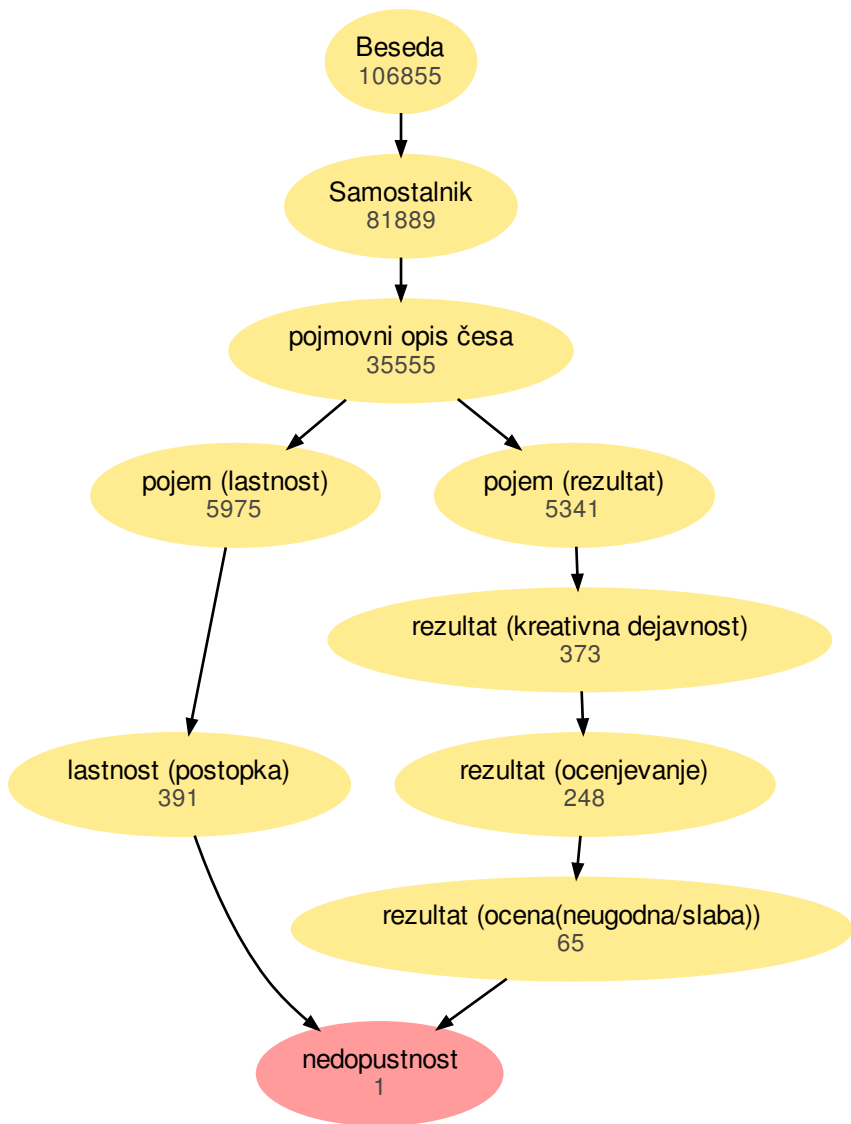 Beseda
106855
Samostalnik
81889
pojmovni opis česa
35555
pojem (lastnost)
5975
pojem (rezultat)
5341
rezultat (kreativna dejavnost)
373
lastnost (postopka)
391
rezultat (ocenjevanje)
248
rezultat (ocena(neugodna/slaba))
65
nedopustnost
1